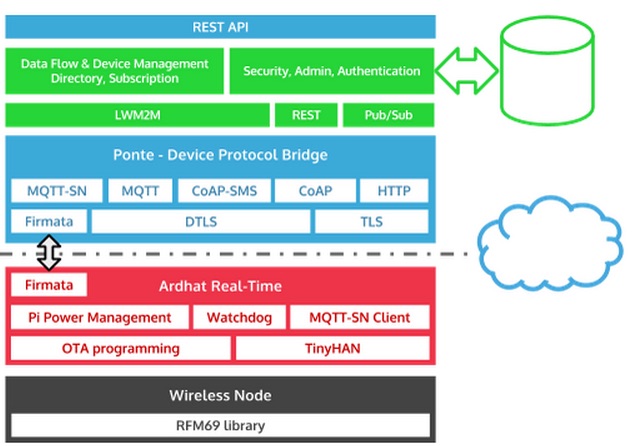 REST API
Data Flow & Device Management
Directory, Subscription
Security, Admin, Authentication
LWM2M
REST
Pub/Sub
Ponte - Device Protocol Bridge
MQTT-SN
MQTT
CoAP-SMS
CoAP
HTTP
Firmata
DTLS
TLS
Firmata
Ardhat Real-Time
Pi Power Management
Watchdog
MQTT-SN Client
OTA programming
TinyHAN
Wireless Node
RFM69 library